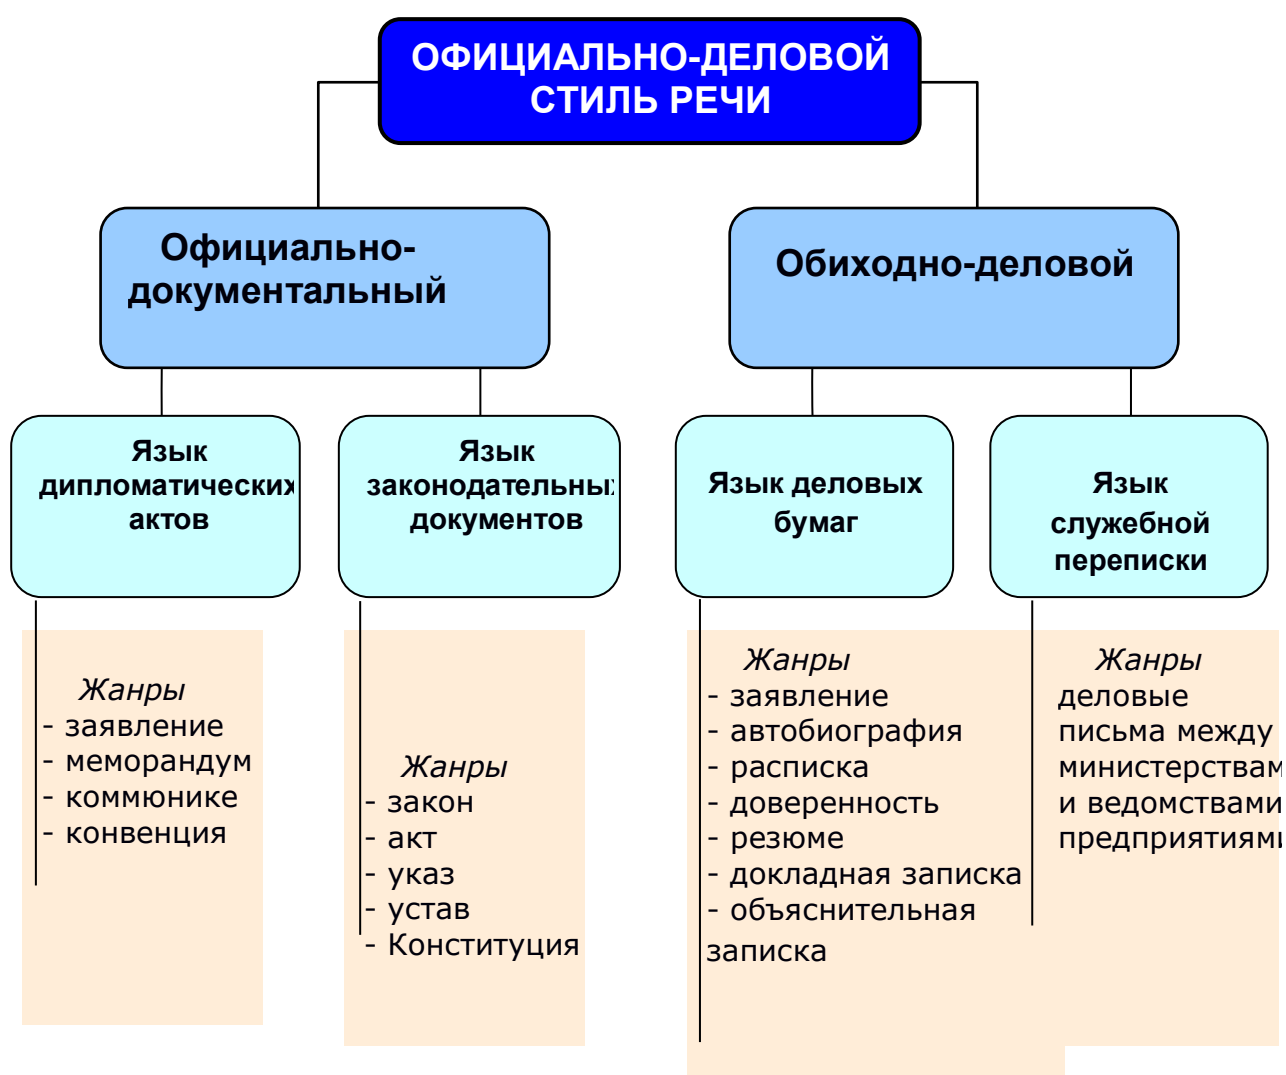 ОФИЦИАЛЬНО-ДЕЛОВОЙ
СТИЛЬ РЕЧИ
Официально-
документальный
Обиходно-деловой
Язык
дипломатических
актов
Язык
законодательных
документов
Язык деловых
бумаг
Язык
служебной
переписки
Жанры
- заявление
- меморандум
- коммюнике
- конвенция
Жанры
- закон
- акт
- указ
- устав
- Конституция
Жанры
- заявление
- автобиография
- расписка
- доверенность
- резюме
- докладная записка
- объяснительная
записка
Жанры
деловые
письма между
министерствам
и ведомствами
предприятиями